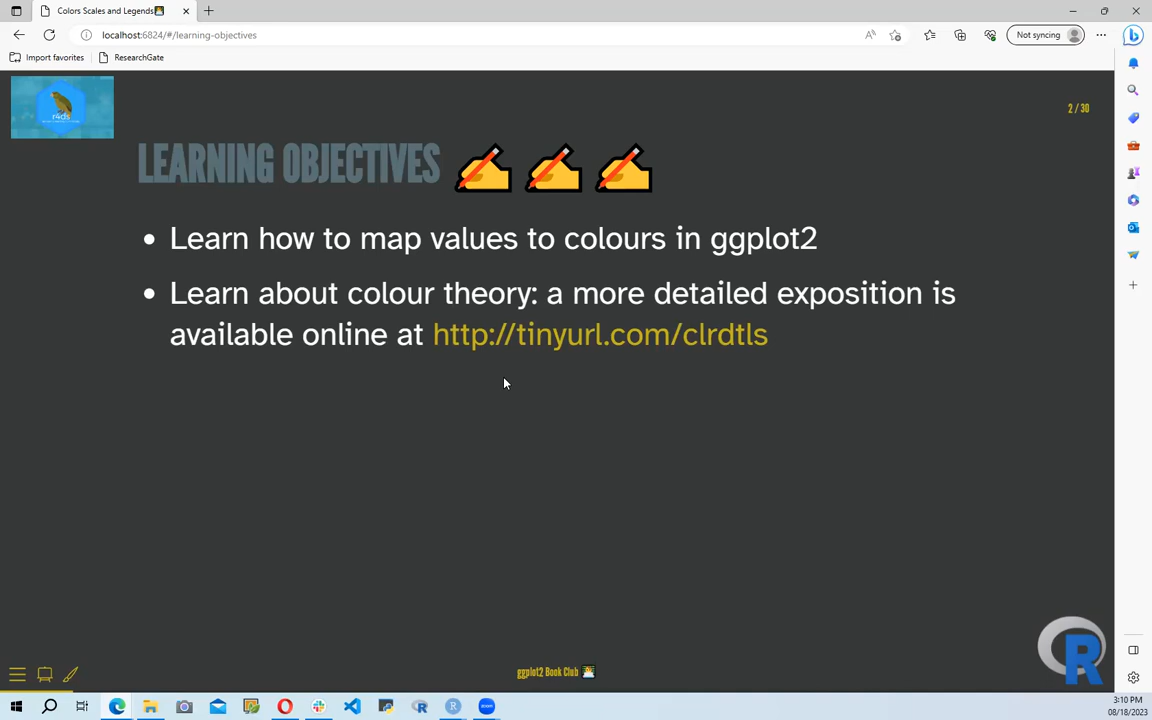 Colors Scales and Legends
localhost:6824/#/learning-objectives
Not syncing
Import favorites
ResearchGate
r4ds
2 / 30
LEARNING OBJECTIVES
• Learn how to map values to colours in ggplot2
• Learn about colour theory: a more detailed exposition is
available online at http://tinyurl.com/clrdtls
ggplot2 Book Club
R
3:10 PM
08/18/2023